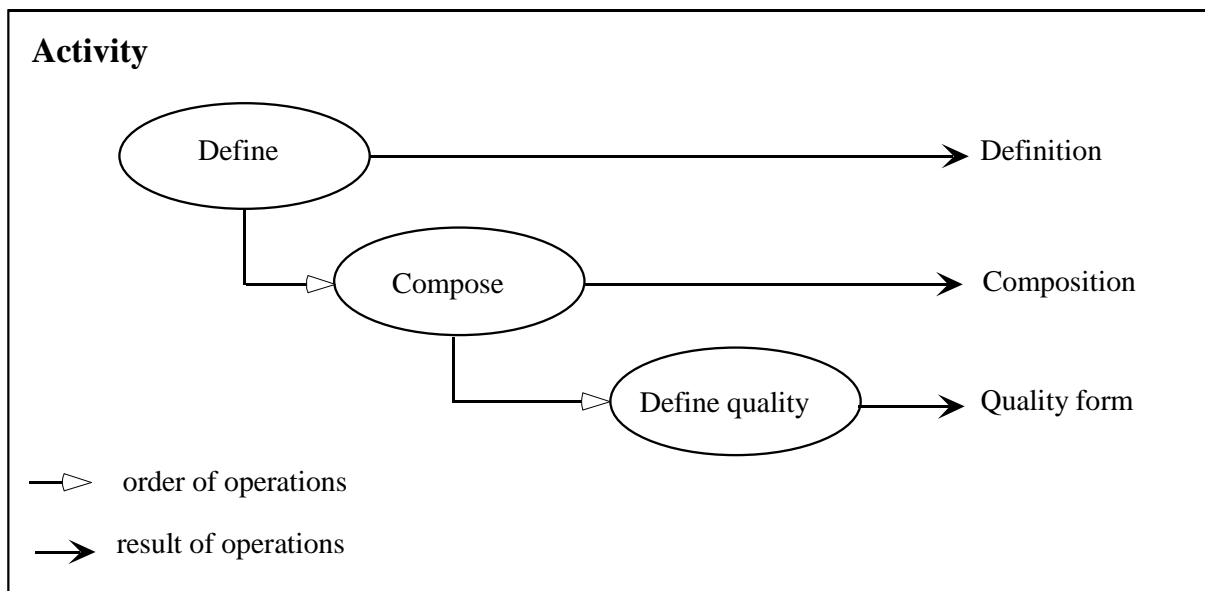 Activity
Define
Definition
Compose
Composition
Define quality
Quality form
order of operations
result of operations